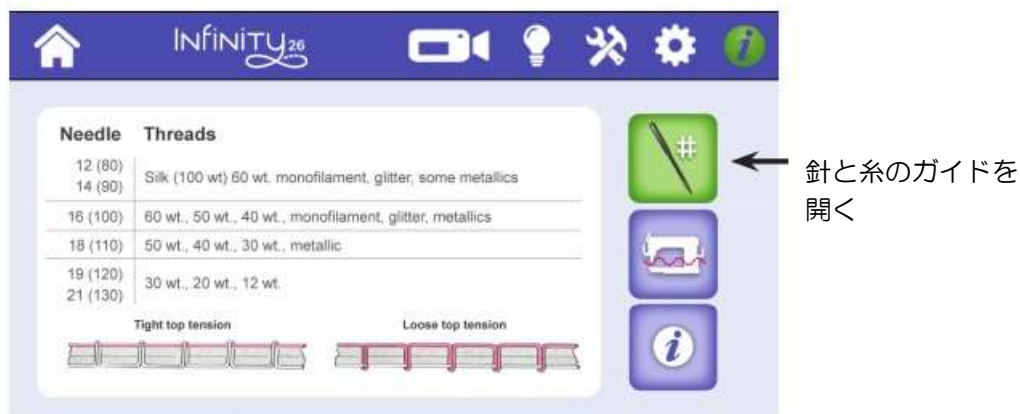 INFINITY 26
Needle Threads
12 (80)
14 (90)
Silk (100 wt) 60 wt. monofilament, glitter, some metallics
16 (100) 60 wt., 50 wt., 40 wt., monofilament, glitter, metallics
18 (110) 50 wt., 40 wt., 30 wt., metallic
19 (120)
21 (130)
30 wt., 20 wt., 12 wt.
Tight top tension Loose top tension
#
i
i
針と糸のガイドを
開く